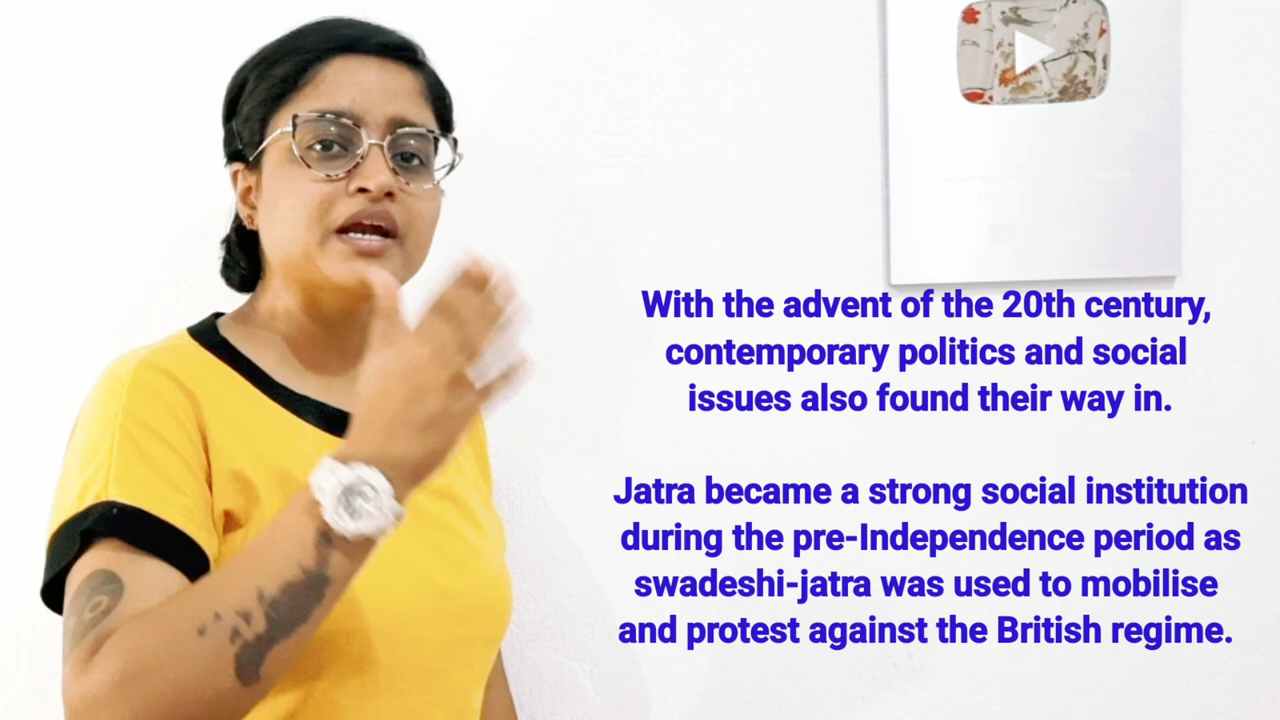 With the advent of the 20th century,
contemporary politics and social
issues also found their way in.
Jatra became a strong social institution
during the pre-Independence period as
swadeshi-jatra was used to mobilise
and protest against the British regime.